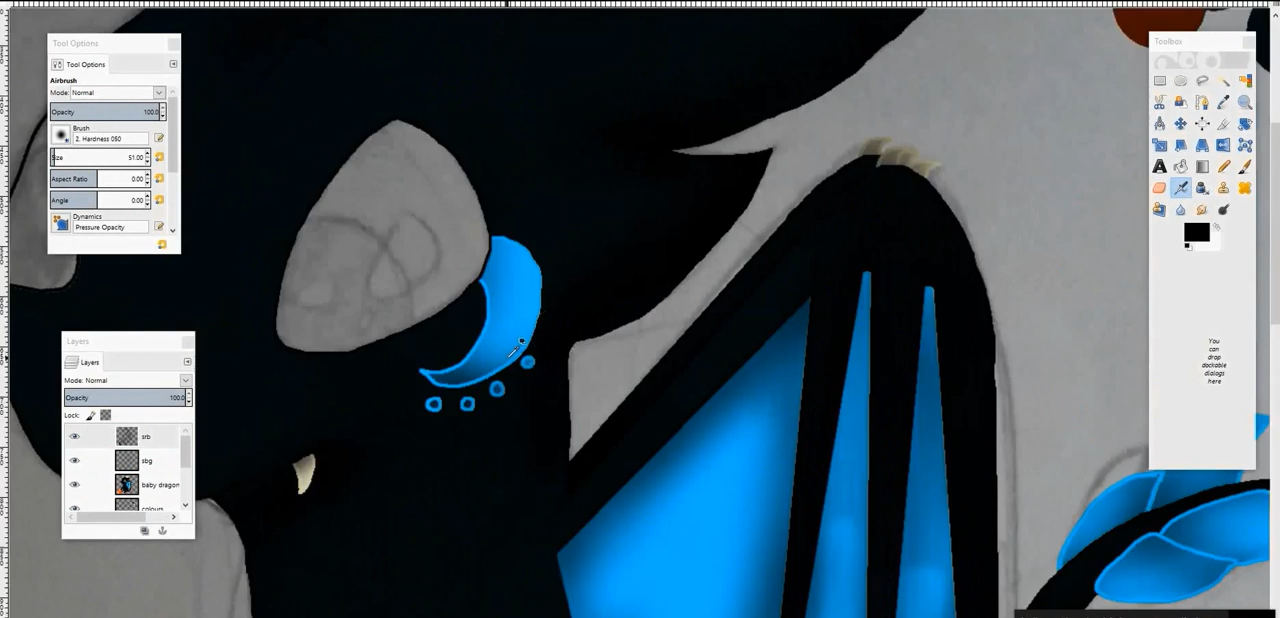 Tool Options
Tool Options
Airbrush
Mode: Normal
Opacity 100.0
Brush
2. Hardness 050
Size 51.00
Aspect Ratio 0.00
Angle 0.00
Dynamics
Pressure Opacity
Layers
Layers
Mode: Normal
Opacity 100.0
Lock:
srb
sbg
baby dragon
colours
Toolbox
You
can
drop
dockable
dialogs
here